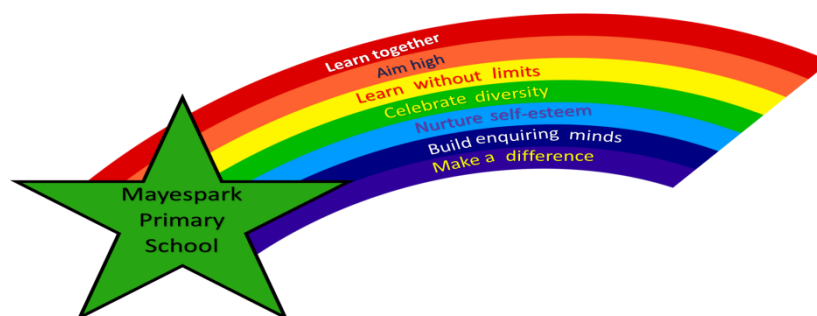 Learn together
Aim high
Learn without limits
Celebrate diversity
Nurture self-esteem
Build enquiring minds
Make a difference
Mayespark
Primary
School